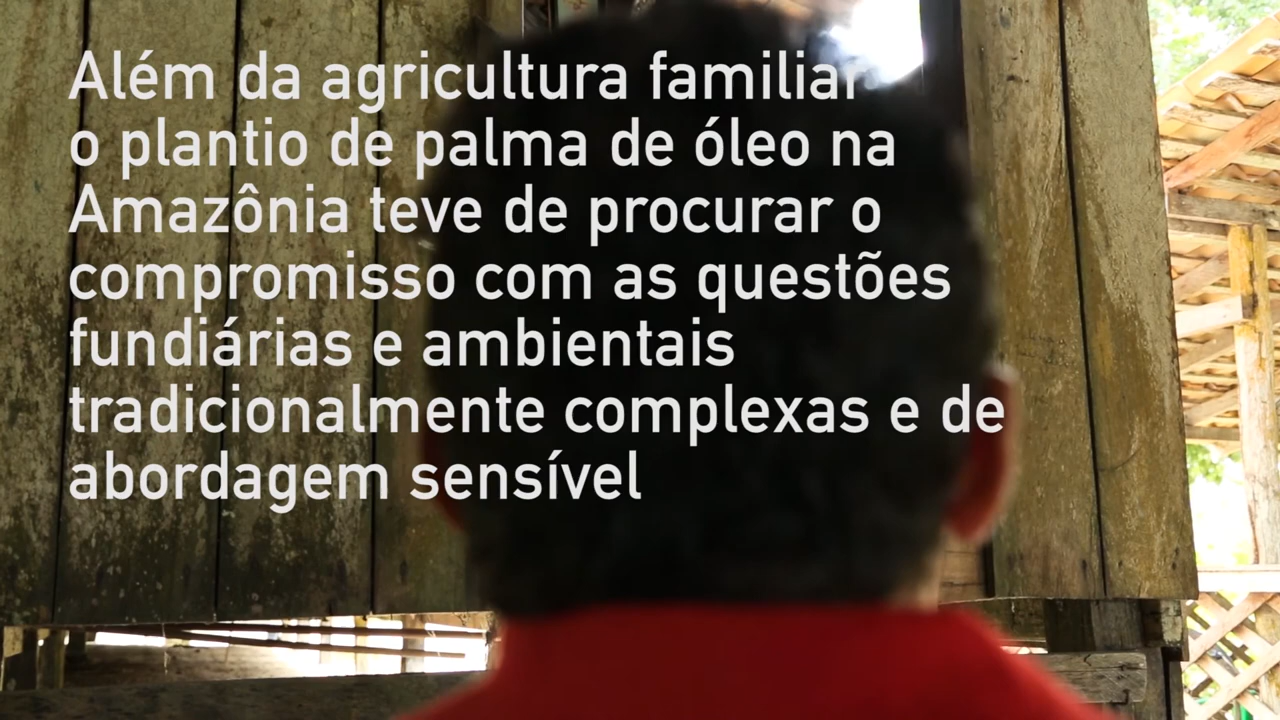 Além da agricultura familiar
o plantio de palma de óleo na
Amazônia teve de procurar o
compromisso com as questões
fundiárias e ambientais
tradicionalmente complexas e de
abordagem sensível